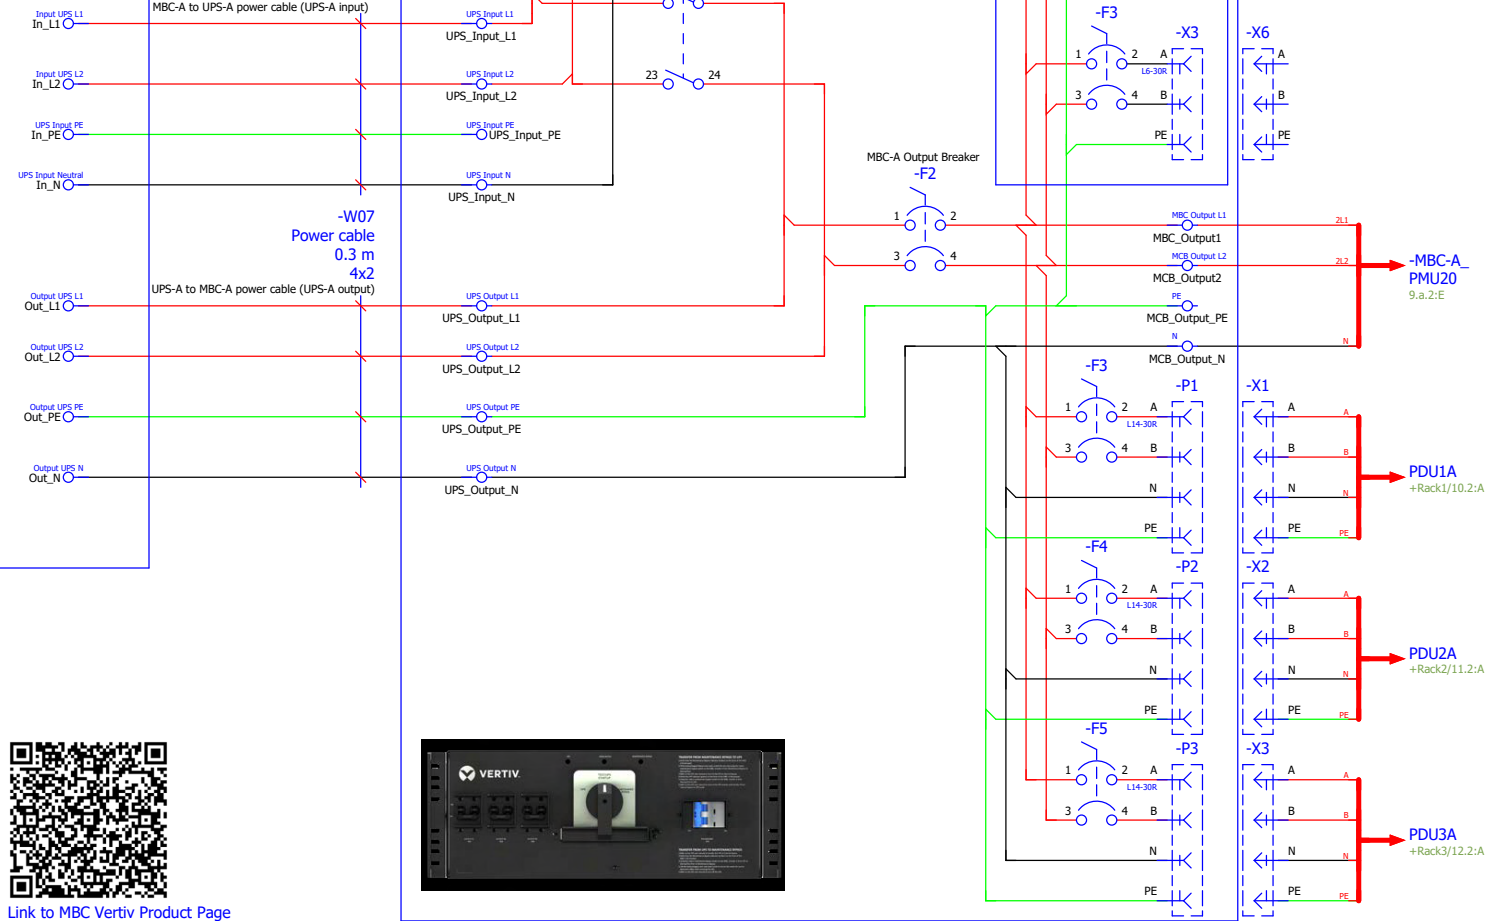 MBC-A to UPS-A power cable (UPS-A input)
Input UPS L1
In_L1
UPS Input L1
UPS_Input_L1
Input UPS L2
In_L2
UPS Input L2
UPS_Input_L2
23
24
Input UPS PE
In_PE
UPS Input PE
UPS_Input_PE
UPS Input Neutral
In_N
UPS Input N
UPS_Input_N
-W07
Power cable
0.3 m
4x2
UPS-A to MBC-A power cable (UPS-A output)
Output UPS L1
Out_L1
UPS Output L1
UPS_Output_L1
Output UPS L2
Out_L2
UPS Output L2
UPS_Output_L2
Output UPS PE
Out_PE
UPS Output PE
UPS_Output_PE
Output UPS N
Out_N
UPS Output N
UPS_Output_N
MBC-A Output Breaker
-F2
1
2
3
4
-F3
-X3
-X6
1
2
A
L6-30R
A
3
4
B
B
PE
PE
MBC Output L1
MBC_Output1
2L1
MCB Output L2
MCB_Output2
2L2
-MBC-A_
PMU20
9.a.2:E
PE
MCB_Output_PE
N
MCB_Output_N
N
-F3
-P1
-X1
1
2
A
L14-30R
A
A
3
4
B
B
B
N
N
N
PE
PE
PE
PDU1A
+Rack1/10.2:A
-F4
-P2
-X2
1
2
A
L14-30R
A
A
3
4
B
B
B
N
N
N
PE
PE
PE
PDU2A
+Rack2/11.2:A
-F5
-P3
-X3
1
2
A
L14-30R
A
A
3
4
B
B
B
N
N
N
PE
PE
PE
PDU3A
+Rack3/12.2:A
VERTIV
Link to MBC Vertiv Product Page